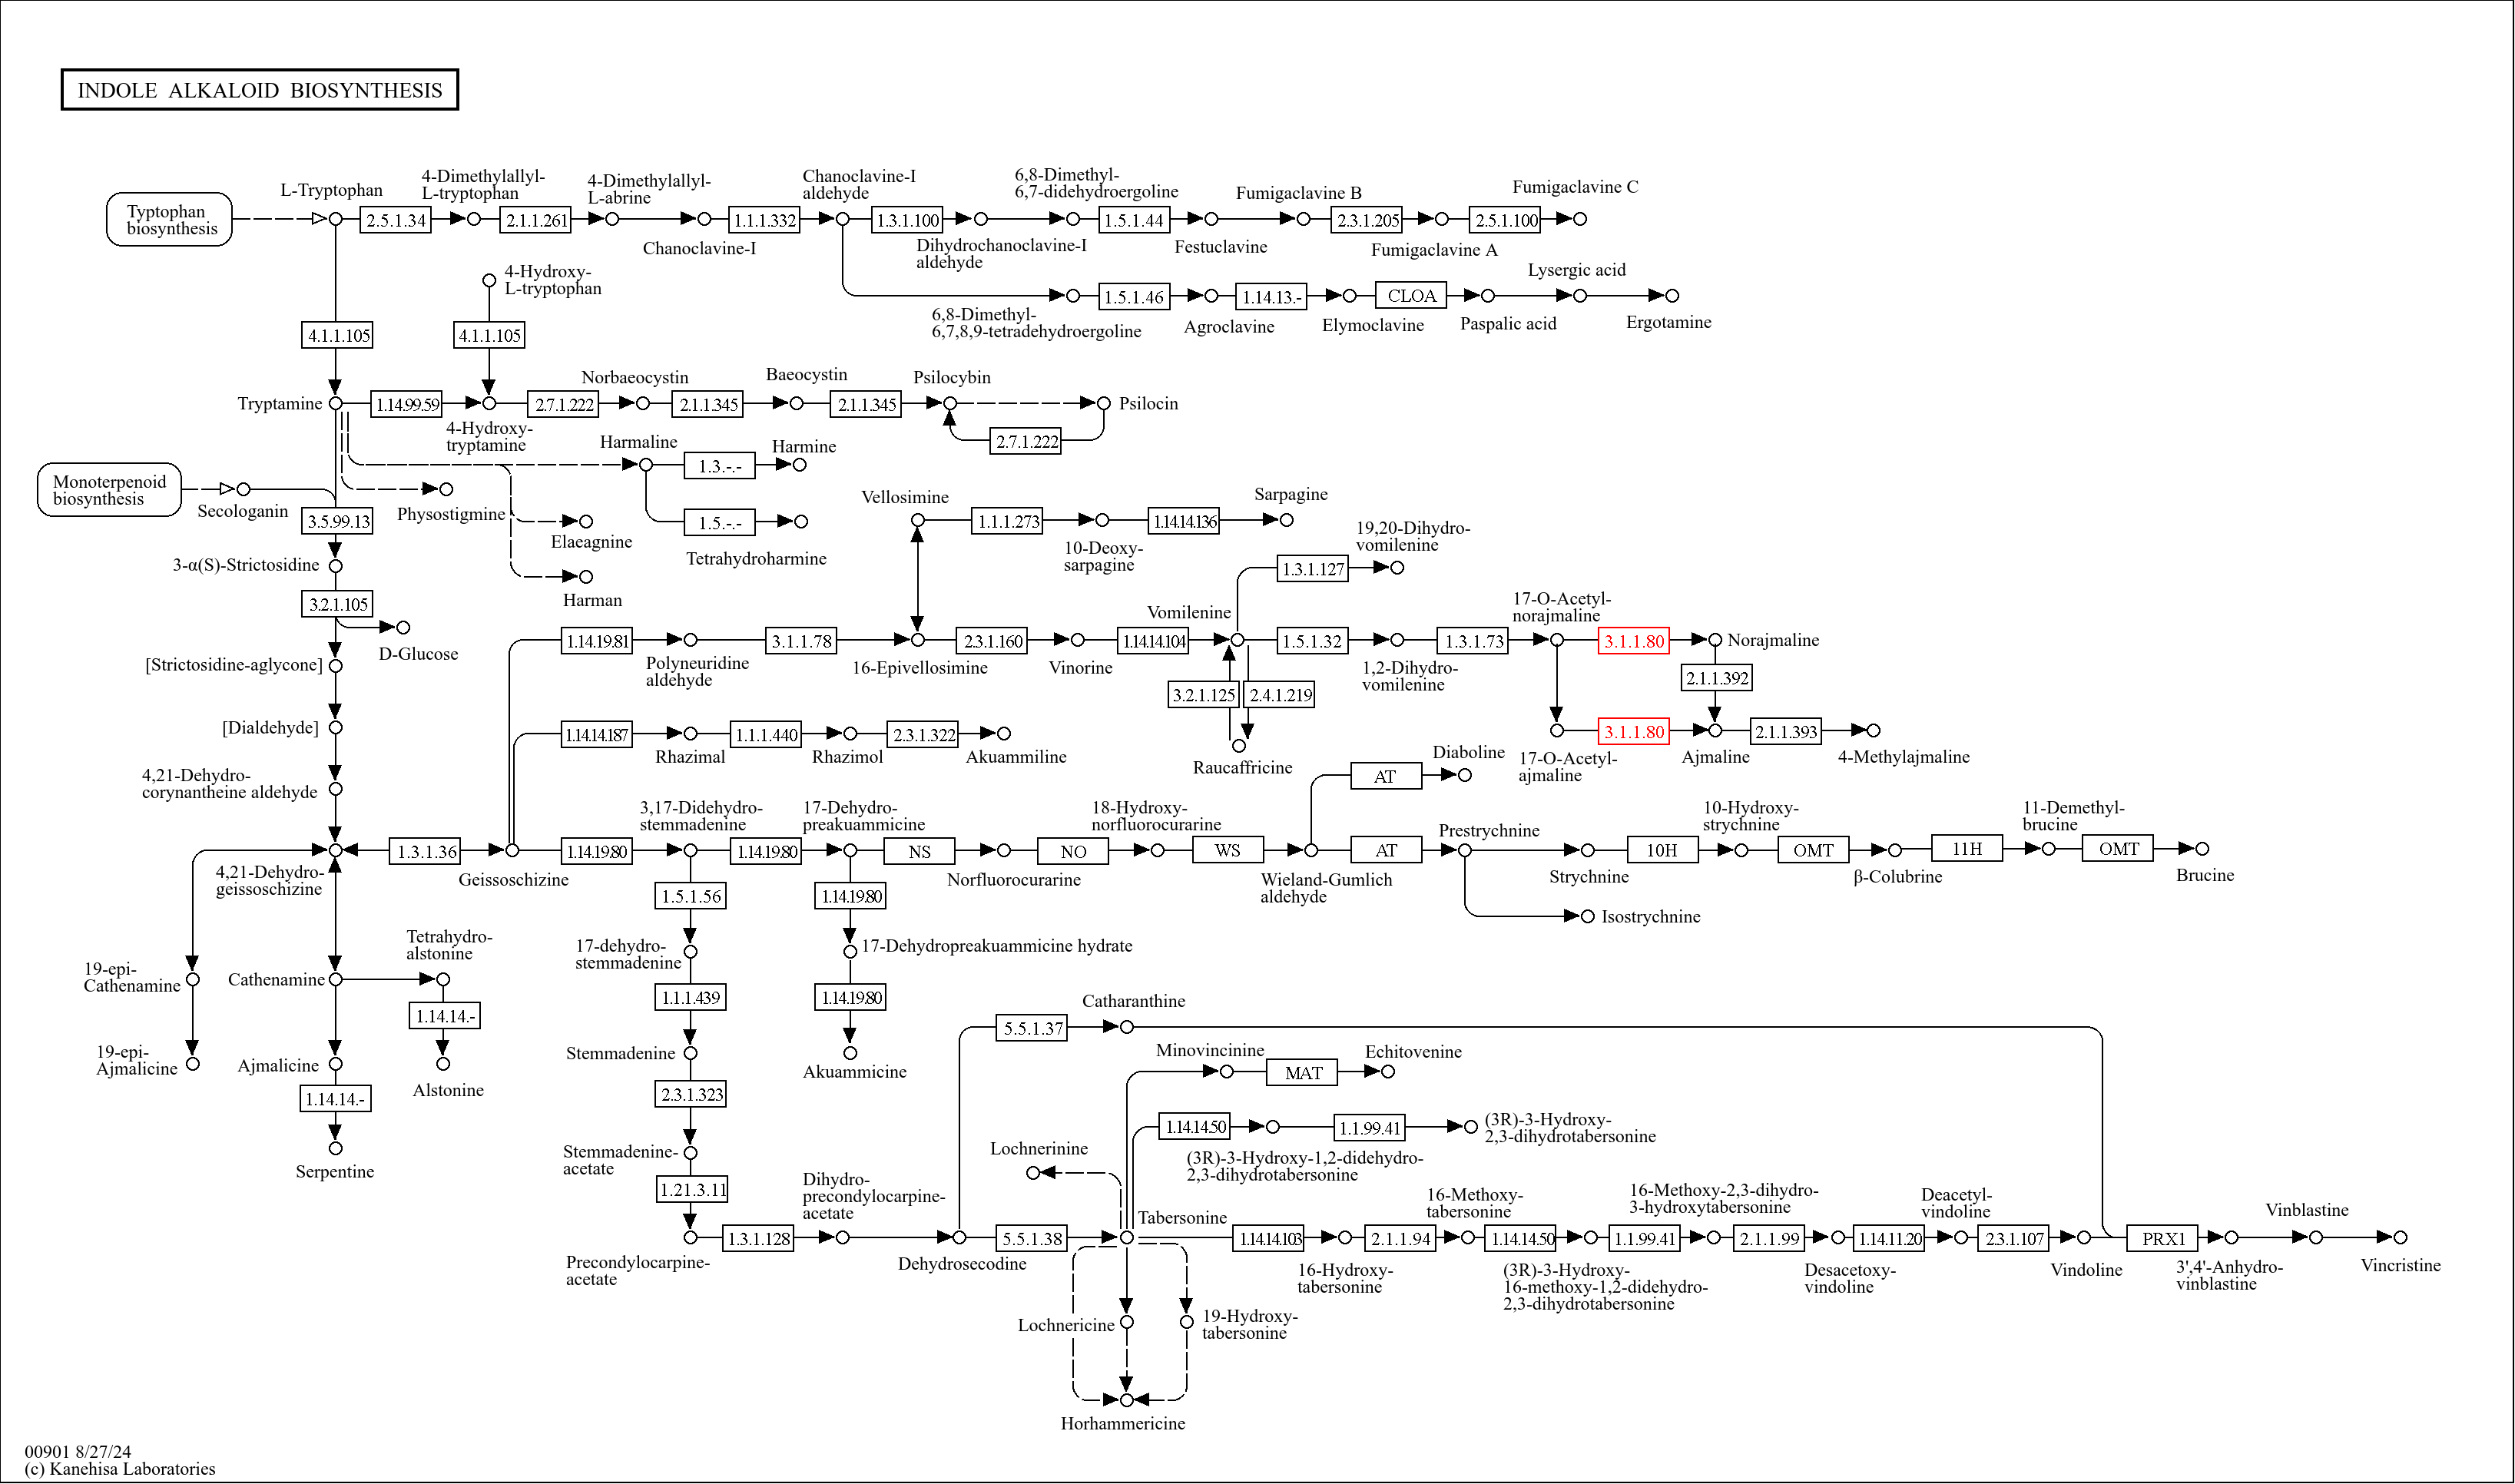 INDOLE ALKALOID BIOSYNTHESIS
Typtophan
biosynthesis
L-Tryptophan
2.5.1.34
4-Dimethylallyl-
L-tryptophan
2.1.1.261
4-Dimethylallyl-
L-abrine
Chanoclavine-I
1.1.1.332
Chanoclavine-I
aldehyde
1.3.1.100
Dihydrochanoclavine-I
aldehyde
6,8-Dimethyl-
6,7-didehydroergoline
1.5.1.44
Festuclavine
Fumigaclavine B
2.3.1.205
Fumigaclavine A
2.5.1.100
Fumigaclavine C
6,8-Dimethyl-
6,7,8,9-tetradehydroergoline
1.5.1.46
Agroclavine
1.14.13.-
Elymoclavine
CLOA
Paspalic acid
Lysergic acid
Ergotamine
4-Hydroxy-
L-tryptophan
4.1.1.105
4.1.1.105
Tryptamine
1.14.99.59
4-Hydroxy-
tryptamine
2.7.1.222
Norbaeocystin
2.1.1.345
Baeocystin
2.1.1.345
Psilocybin
Psilocin
2.7.1.222
Harmaline
1.3.-.-
Harmine
1.5.-.-
Tetrahydroharmine
Monoterpenoid
biosynthesis
Secologanin
Physostigmine
Elaeagnine
Harman
3.5.99.13
3-α(S)-Strictosidine
3.2.1.105
D-Glucose
[Strictosidine-aglycone]
[Dialdehyde]
4,21-Dehydro-
corynantheine aldehyde
Vellosimine
1.1.1.273
10-Deoxy-
sarpagine
1.14.14.136
Sarpagine
19,20-Dihydro-
vomilenine
1.3.1.127
1.14.19.81
Polyneuridine
aldehyde
3.1.1.78
16-Epivellosimine
2.3.1.160
Vinorine
1.14.14.104
Vomilenine
1.5.1.32
1,2-Dihydro-
vomilenine
1.3.1.73
17-O-Acetyl-
norajmaline
3.1.1.80
Norajmaline
3.2.1.125
2.4.1.219
Raucaffricine
2.1.1.392
3.1.1.80
17-O-Acetyl-
ajmaline
Ajmaline
2.1.1.393
4-Methylajmaline
1.14.14.187
Rhazimal
1.1.1.440
Rhazimol
2.3.1.322
Akuammiline
Diaboline
AT
4,21-Dehydro-
geissoschizine
1.3.1.36
Geissoschizine
1.14.19.80
3,17-Didehydro-
stemmadenine
1.14.19.80
17-Dehydro-
preakuammicine
NS
Norfluorocurarine
NO
18-Hydroxy-
norfluorocurarine
WS
Wieland-Gumlich
aldehyde
AT
Prestrychnine
Strychnine
10H
10-Hydroxy-
strychnine
OMT
β-Colubrine
11H
11-Demethyl-
brucine
OMT
Brucine
Isostrychnine
1.5.1.56
1.14.19.80
17-dehydro-
stemmadenine
17-Dehydropreakuammicine hydrate
1.1.1.439
1.14.19.80
Stemmadenine
Akuammicine
19-epi-
Cathenamine
Cathenamine
Tetrahydro-
alstonine
1.14.14.-
19-epi-
Ajmalicine
Ajmalicine
Alstonine
1.14.14.-
Serpentine
2.3.1.323
Stemmadenine-
acetate
1.21.3.11
Precondylocarpine-
acetate
1.3.1.128
Dihydro-
precondylocarpine-
acetate
Dehydrosecodine
5.5.1.37
Catharanthine
Minovincinine
MAT
Echitovenine
1.14.14.50
(3R)-3-Hydroxy-1,2-didehydro-
2,3-dihydrotabersonine
1.1.99.41
(3R)-3-Hydroxy-
2,3-dihydrotabersonine
Lochnerinine
5.5.1.38
Tabersonine
1.14.14.103
16-Hydroxy-
tabersonine
2.1.1.94
16-Methoxy-
tabersonine
1.14.14.50
(3R)-3-Hydroxy-
16-methoxy-1,2-didehydro-
2,3-dihydrotabersonine
1.1.99.41
16-Methoxy-2,3-dihydro-
3-hydroxytabersonine
2.1.1.99
Desacetoxy-
vindoline
1.14.11.20
Deacetyl-
vindoline
2.3.1.107
Vindoline
PRX1
3',4'-Anhydro-
vinblastine
Vinblastine
Vincristine
Lochnericine
19-Hydroxy-
tabersonine
Horhammericine
00901 8/27/24
(c) Kanehisa Laboratories